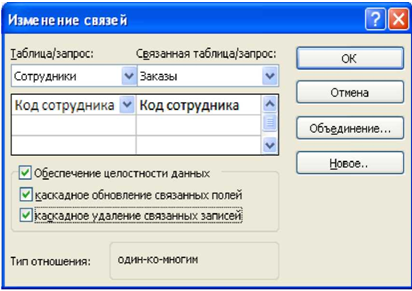 Изменение связей
Таблица/запрос: Связанная таблица/запрос:
Сотрудники Заказы
Код сотрудника Код сотрудника
ОК
Отмена
Объединение...
Новое..
Обеспечение целостности данных
каскадное обновление связанных полей
каскадное удаление связанных записей
Тип отношения: один-ко-многим